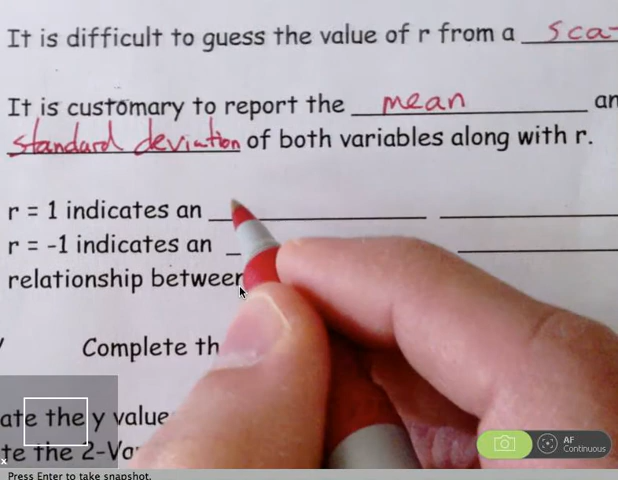 It is difficult to guess the value of r from a sca
It is customary to report the mean an
standard deviation of both variables along with r.
r = 1 indicates an
r = -1 indicates an
relationship between
Complete th
ate the y value
te the 2-Va
AF
Continuous
x
Press Enter to take snapshot.